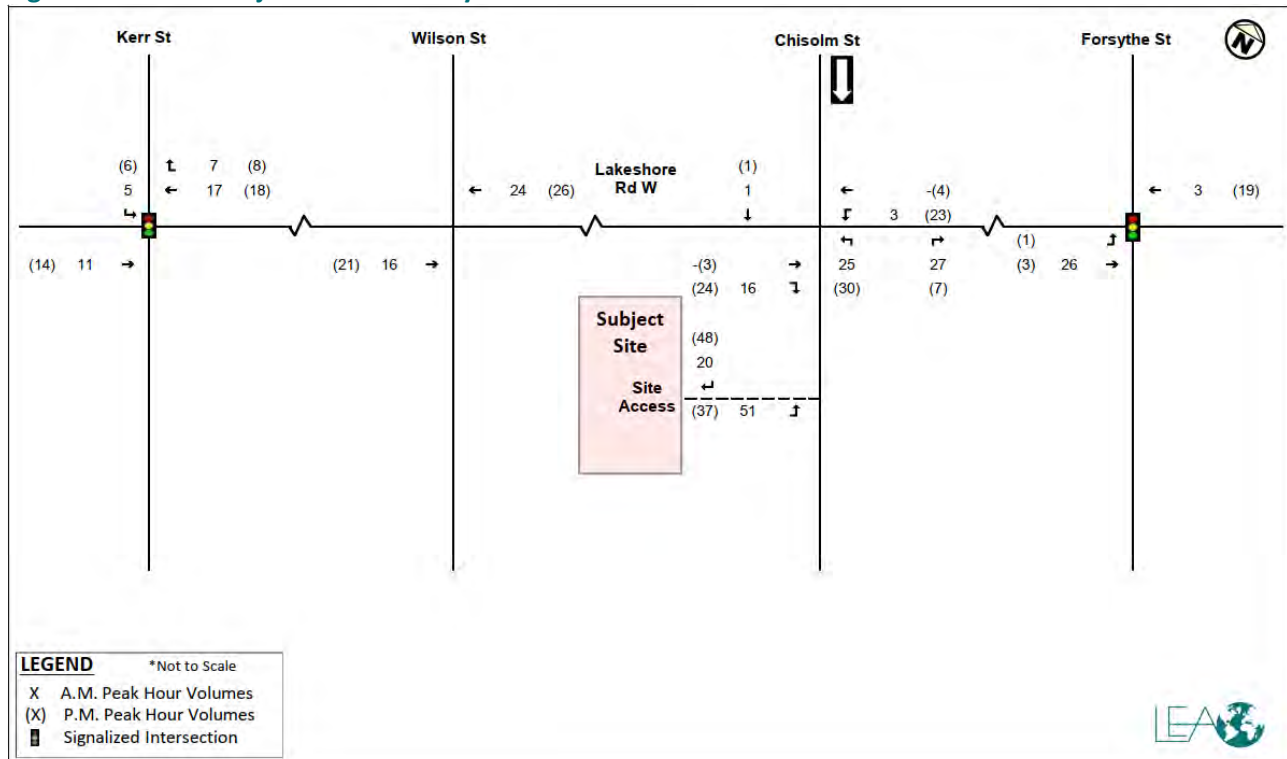 Kerr St Wilson St Chisolm St Forsythe St N
(6) 7 (8) Lakeshore (1)
5 17 (18) 24 (26) Rd W 1 -(4) 3 (19)
3 (23)
(1)
(14) 11 (21) 16 -(3) 25 27 (3) 26
(24) 16 (30) (7)
Subject
Site
(48)
20
Site
Access
(37) 51
LEGEND *Not to Scale
X A.M. Peak Hour Volumes
(X) P.M. Peak Hour Volumes
Signalized Intersection
LEA